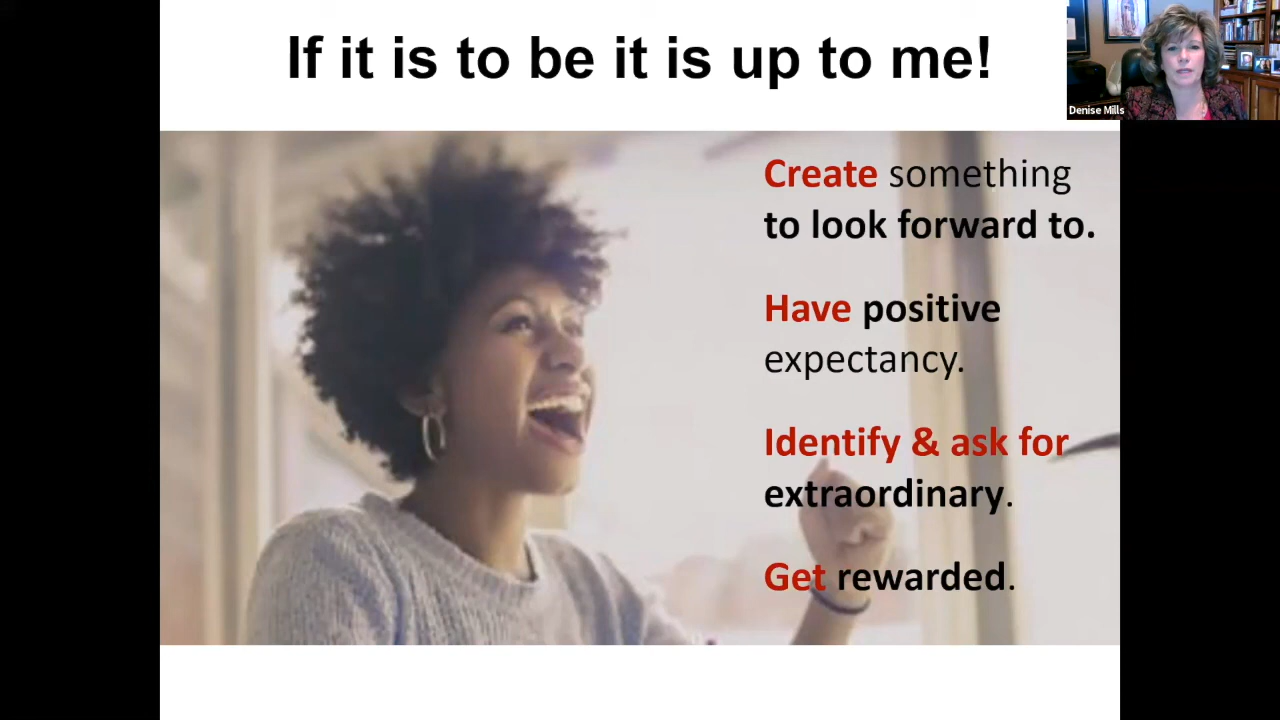 If it is to be it is up to me!
Denise Mills
Create something
to look forward to.
Have positive
expectancy.
Identify & ask for
extraordinary.
Get rewarded.